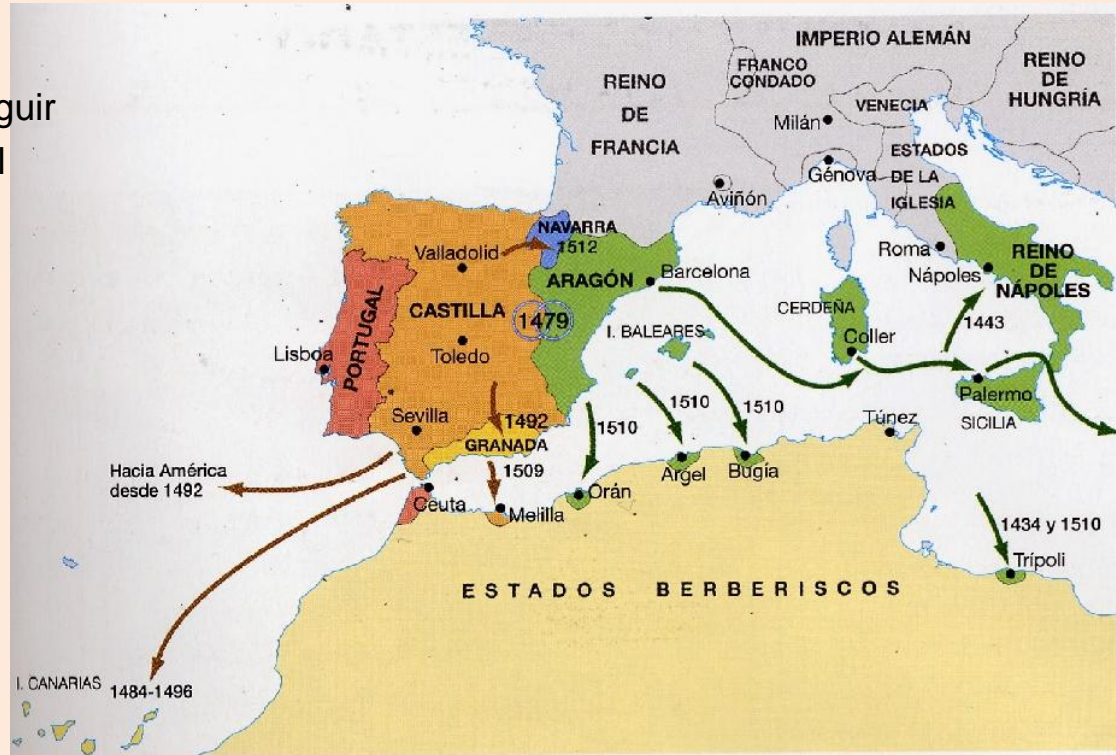 guir
IMPERIO ALEMÁN
FRANCO
CONDADO
REINO
DE
HUNGRÍA
REINO
DE
FRANCIA
VENECIA
Milán
Génova
ESTADOS
DE LA
IGLESIA
Aviñón
NAVARRA
1512
Valladolid
ARAGÓN
Barcelona
Roma
Nápoles
REINO
DE
NÁPOLES
PORTUGAL
CASTILLA
1479
CERDEÑA
I. BALEARES
1443
Coller
Lisboa
Toledo
Palermo
SICILIA
Sevilla
1492
GRANADA
1510
1510
1510
Túnez
1509
Hacia América
desde 1492
Argel
Bugía
Orán
Ceuta
Melilla
1434 y 1510
Trípoli
ESTADOS BERBERISCOS
I. CANARIAS
1484-1496